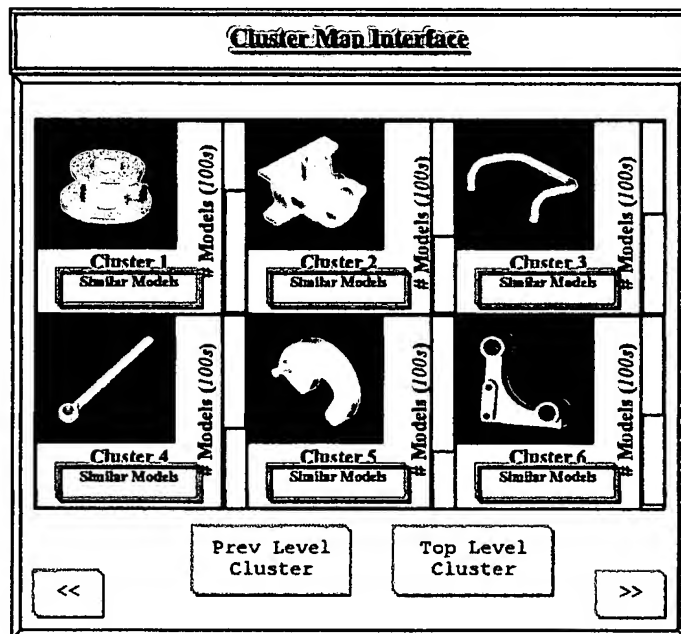 Cluster Map Interface
# Models (100s)
# Models (100s)
# Models (100s)
Cluster 1
Cluster 2
Cluster 3
Similar Models
Similar Models
Similar Models
# Models (100s)
# Models (100s)
# Models (100s)
Cluster 4
Cluster 5
Cluster 6
Similar Models
Similar Models
Similar Models
Prev Level
Cluster
Top Level
Cluster
<<
>>